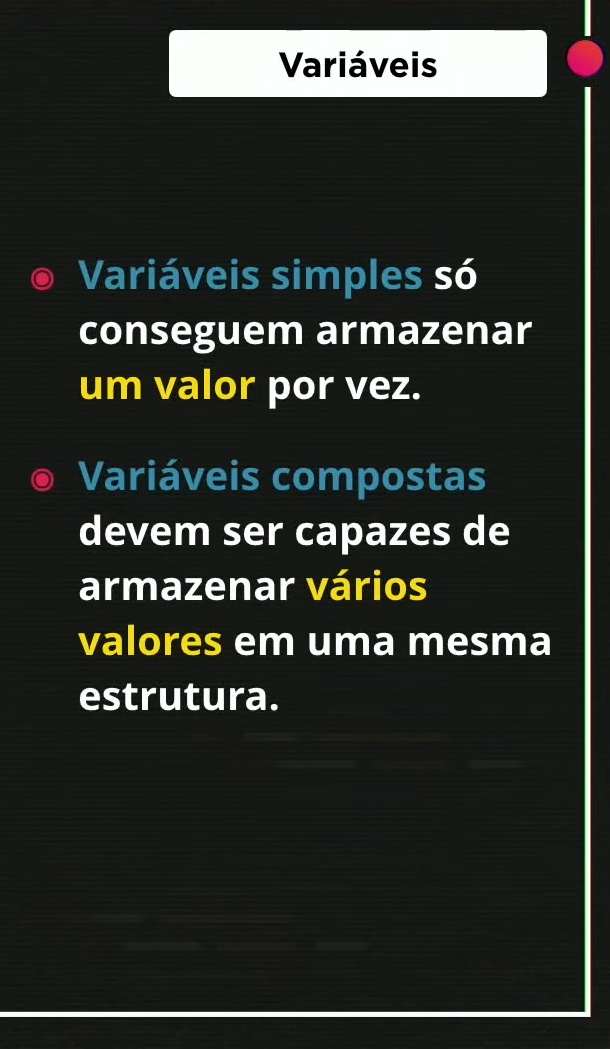 Variáveis
Variáveis simples só
conseguem armazenar
um valor por vez.
Variáveis compostas
devem ser capazes de
armazenar vários
valores em uma mesma
estrutura.